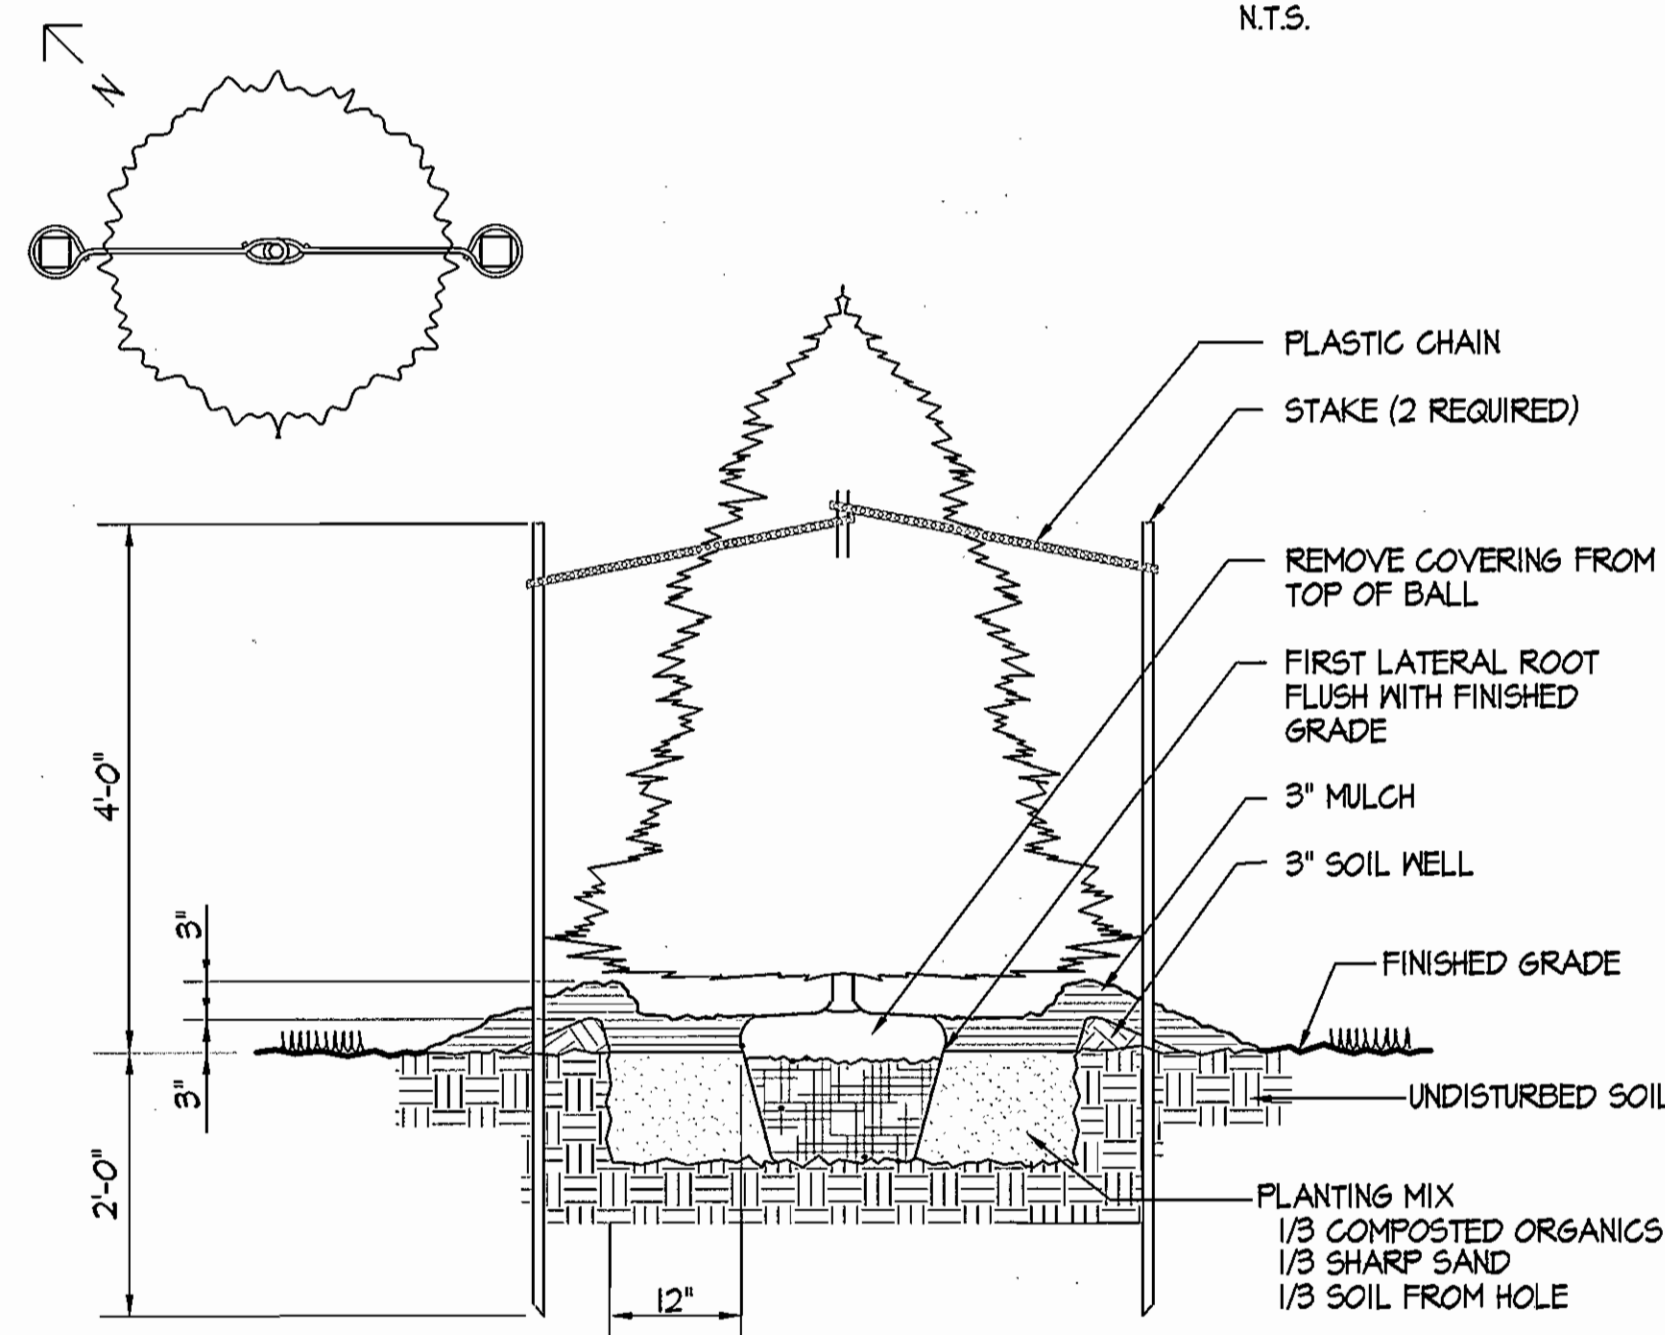 N.T.S.
N
PLASTIC CHAIN
STAKE (2 REQUIRED)
REMOVE COVERING FROM
TOP OF BALL
FIRST LATERAL ROOT
FLUSH WITH FINISHED
GRADE
3" MULCH
3" SOIL WELL
FINISHED GRADE
UNDISTURBED SOIL
PLANTING MIX
1/3 COMPOSTED ORGANICS
1/3 SHARP SAND
1/3 SOIL FROM HOLE
4'-0"
3"
3"
2'-0"
12"